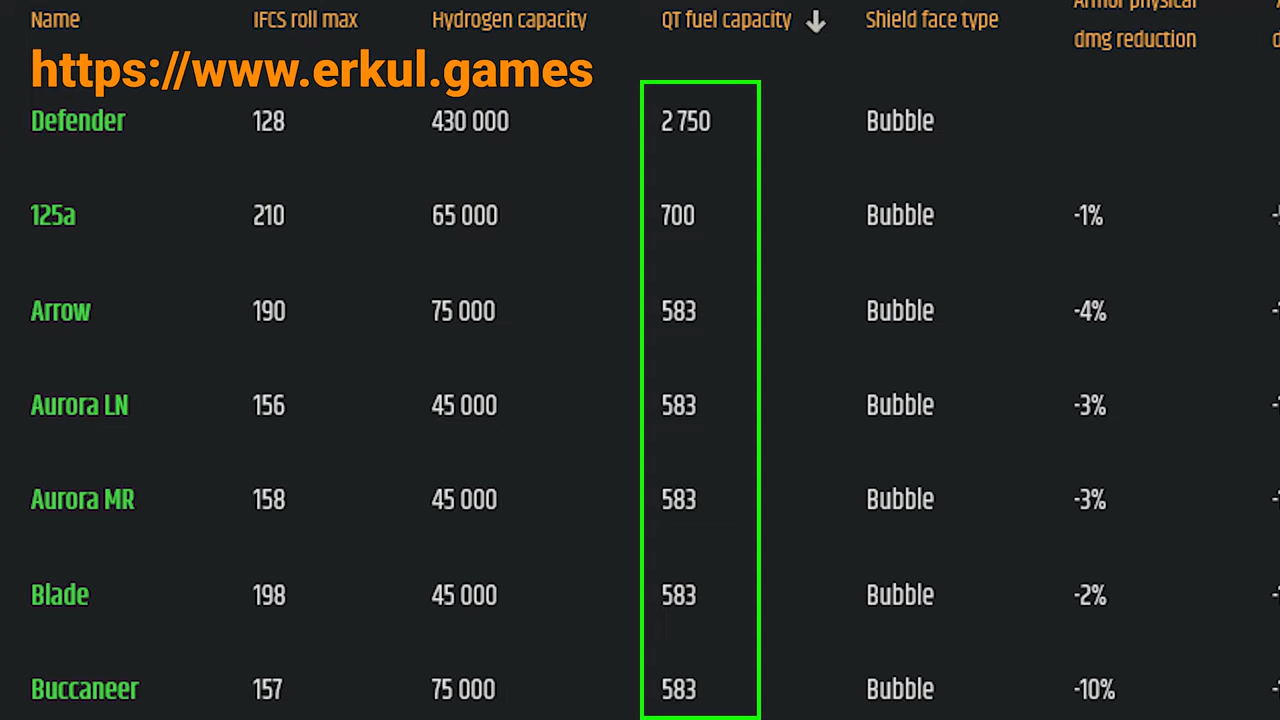 Name IFCS roll max Hydrogen capacity QT fuel capacity Shield face type Armor physical dmg reduction
https://www.erkul.games
Defender 128 430 000 2 750 Bubble
125a 210 65 000 700 Bubble -1%
Arrow 190 75 000 583 Bubble -4%
Aurora LN 156 45 000 583 Bubble -3%
Aurora MR 158 45 000 583 Bubble -3%
Blade 198 45 000 583 Bubble -2%
Buccaneer 157 75 000 583 Bubble -10%